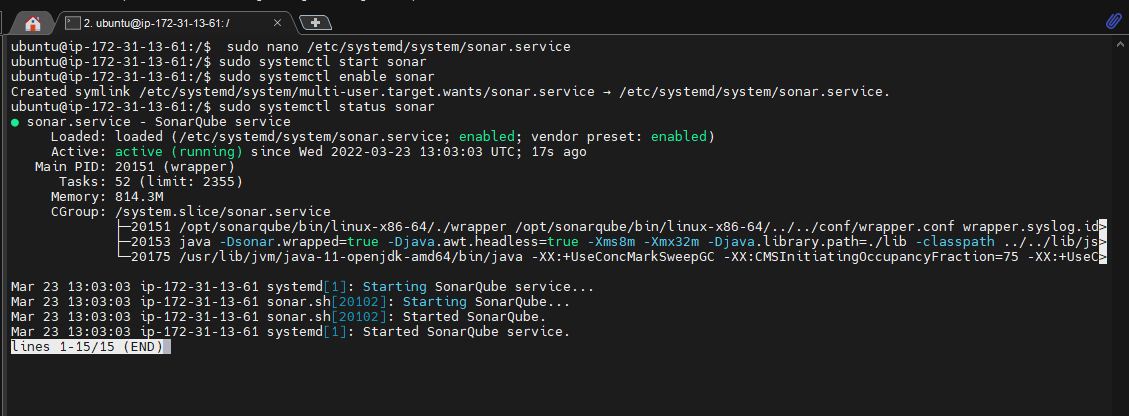 2. ubuntu@ip-172-31-13-61: /
ubuntu@ip-172-31-13-61:/$  sudo nano /etc/systemd/system/sonar.service
ubuntu@ip-172-31-13-61:/$ sudo systemctl start sonar
ubuntu@ip-172-31-13-61:/$ sudo systemctl enable sonar
Created symlink /etc/systemd/system/multi-user.target.wants/sonar.service → /etc/systemd/system/sonar.service.
ubuntu@ip-172-31-13-61:/$ sudo systemctl status sonar
● sonar.service - SonarQube service
     Loaded: loaded (/etc/systemd/system/sonar.service; enabled; vendor preset: enabled)
     Active: active (running) since Wed 2022-03-23 13:03:03 UTC; 17s ago
   Main PID: 20151 (wrapper)
      Tasks: 52 (limit: 2355)
     Memory: 814.3M
     CGroup: /system.slice/sonar.service
             ├─20151 /opt/sonarqube/bin/linux-x86-64/./wrapper /opt/sonarqube/bin/linux-x86-64/../../conf/wrapper.conf wrapper.syslog.id>
             ├─20153 java -Dsonar.wrapped=true -Djava.awt.headless=true -Xms8m -Xmx32m -Djava.library.path=./lib -classpath ../../lib/js>
             └─20175 /usr/lib/jvm/java-11-openjdk-amd64/bin/java -XX:+UseConcMarkSweepGC -XX:CMSInitiatingOccupancyFraction=75 -XX:+UseC>
Mar 23 13:03:03 ip-172-31-13-61 systemd[1]: Starting SonarQube service...
Mar 23 13:03:03 ip-172-31-13-61 sonar.sh[20102]: Starting SonarQube...
Mar 23 13:03:03 ip-172-31-13-61 sonar.sh[20102]: Started SonarQube.
Mar 23 13:03:03 ip-172-31-13-61 systemd[1]: Started SonarQube service.
lines 1-15/15 (END)